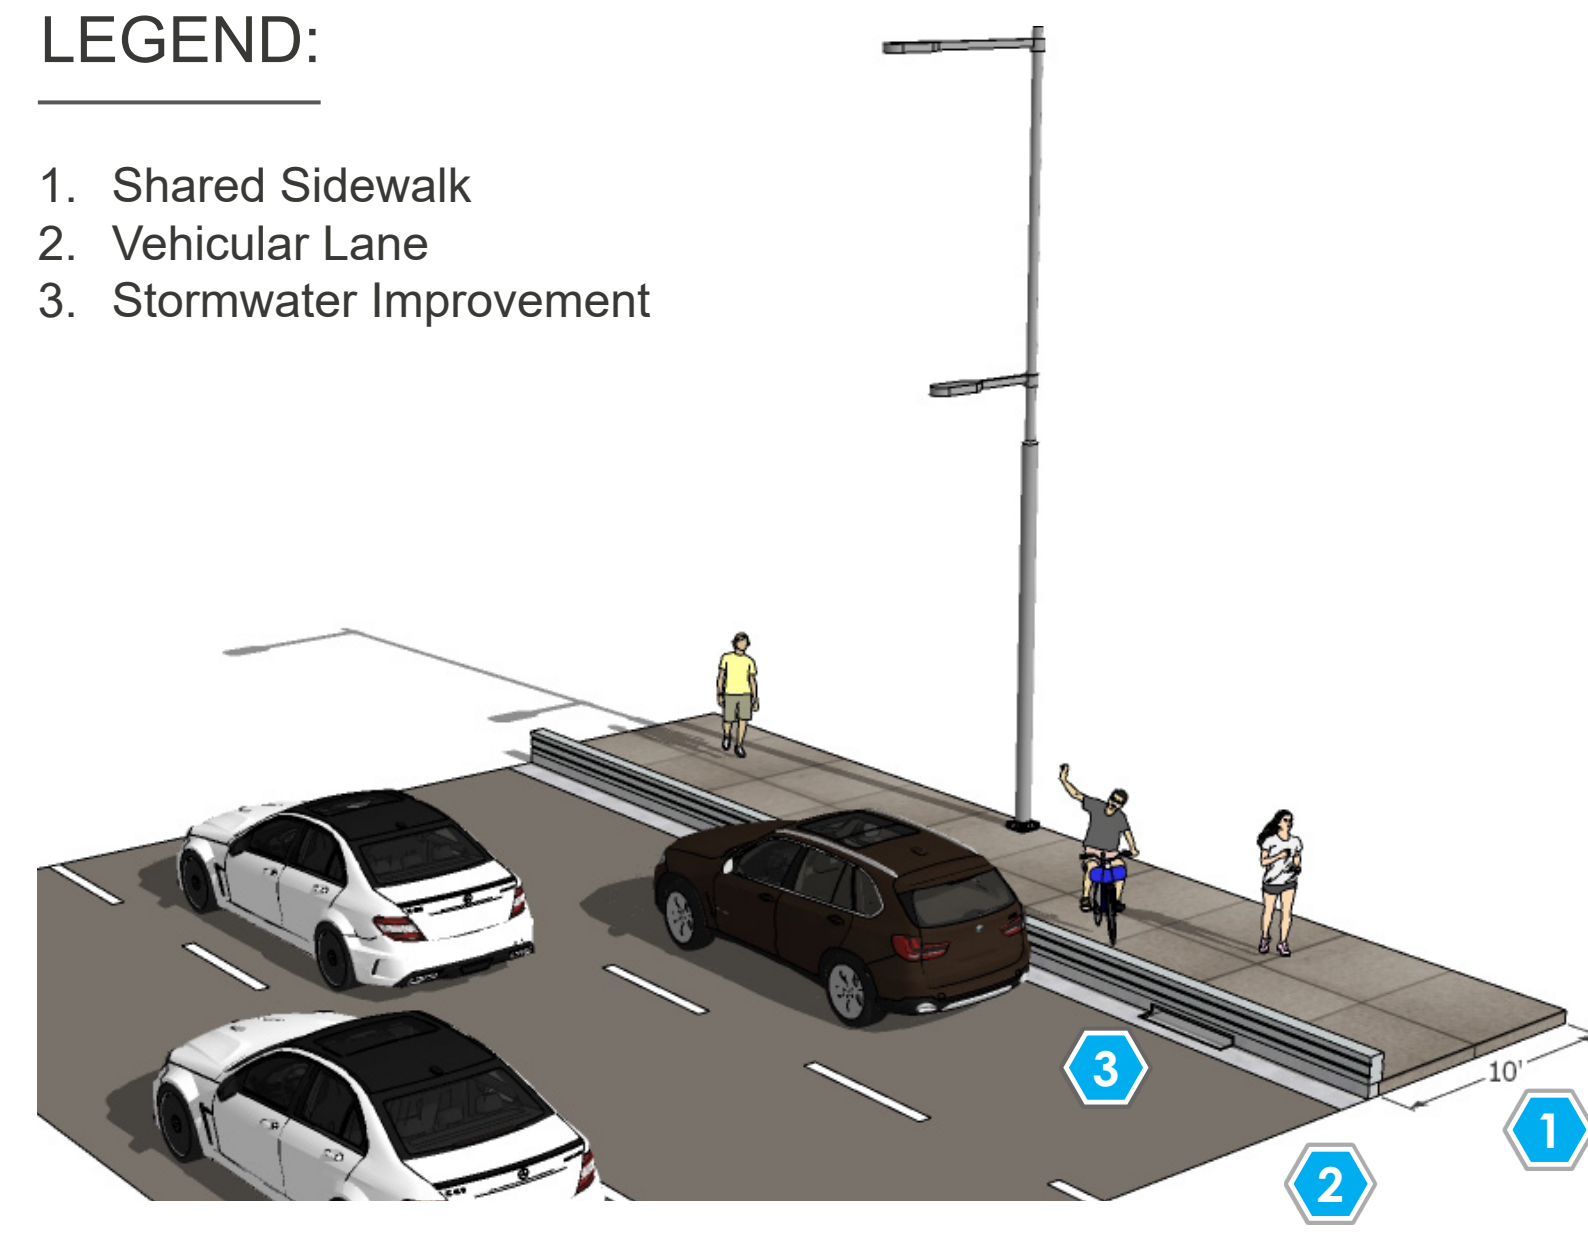 LEGEND:
1. Shared Sidewalk
2. Vehicular Lane
3. Stormwater Improvement
3
10'
1
2